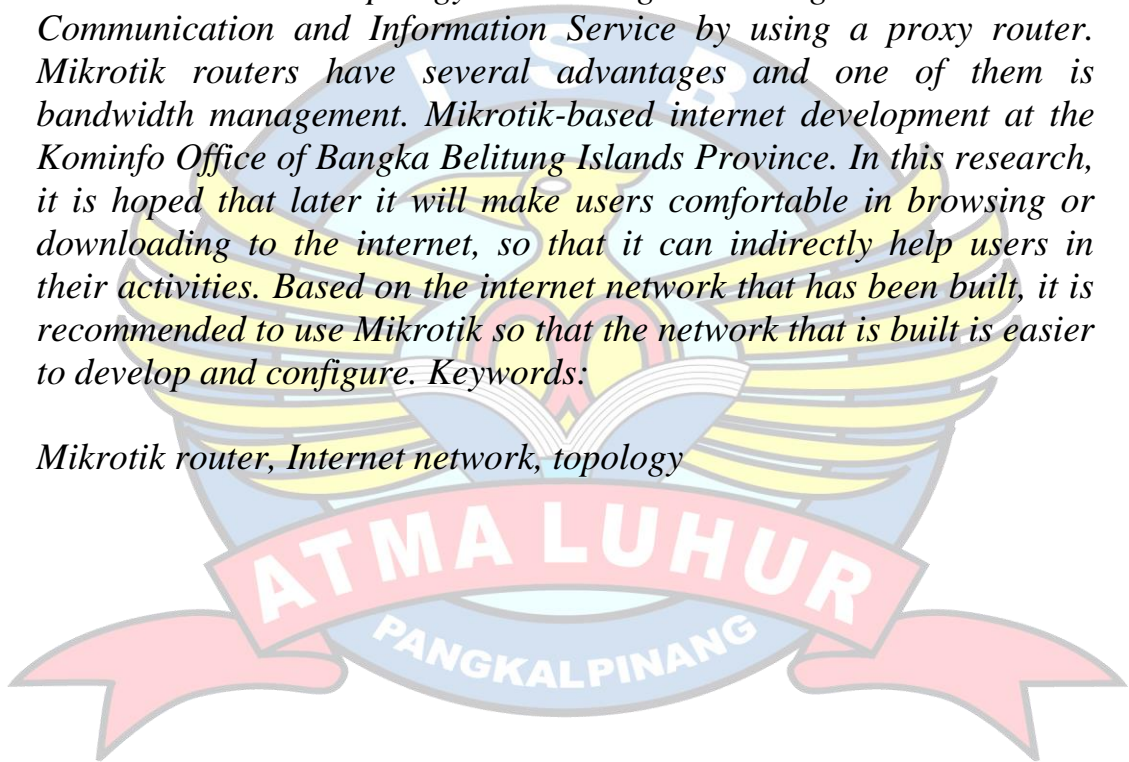 Communication and Information Service by using a proxy router.
Mikrotik routers have several advantages and one of them is
bandwidth management. Mikrotik-based internet development at the
Kominfo Office of Bangka Belitung Islands Province. In this research,
it is hoped that later it will make users comfortable in browsing or
downloading to the internet, so that it can indirectly help users in
their activities. Based on the internet network that has been built, it is
recommended to use Mikrotik so that the network that is built is easier
to develop and configure. Keywords:
Mikrotik router, Internet network, topology
I S B
ATMA LUHUR
PANGKALPINANG